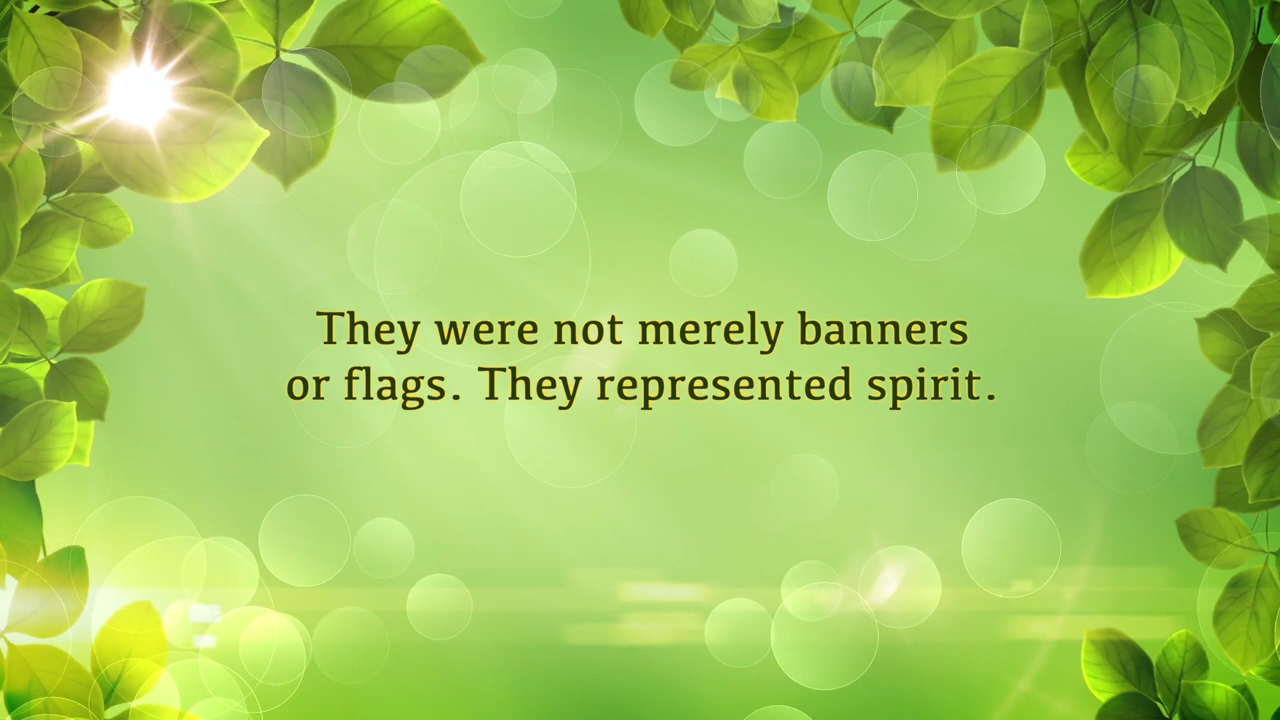 They were not merely banners
or flags. They represented spirit.